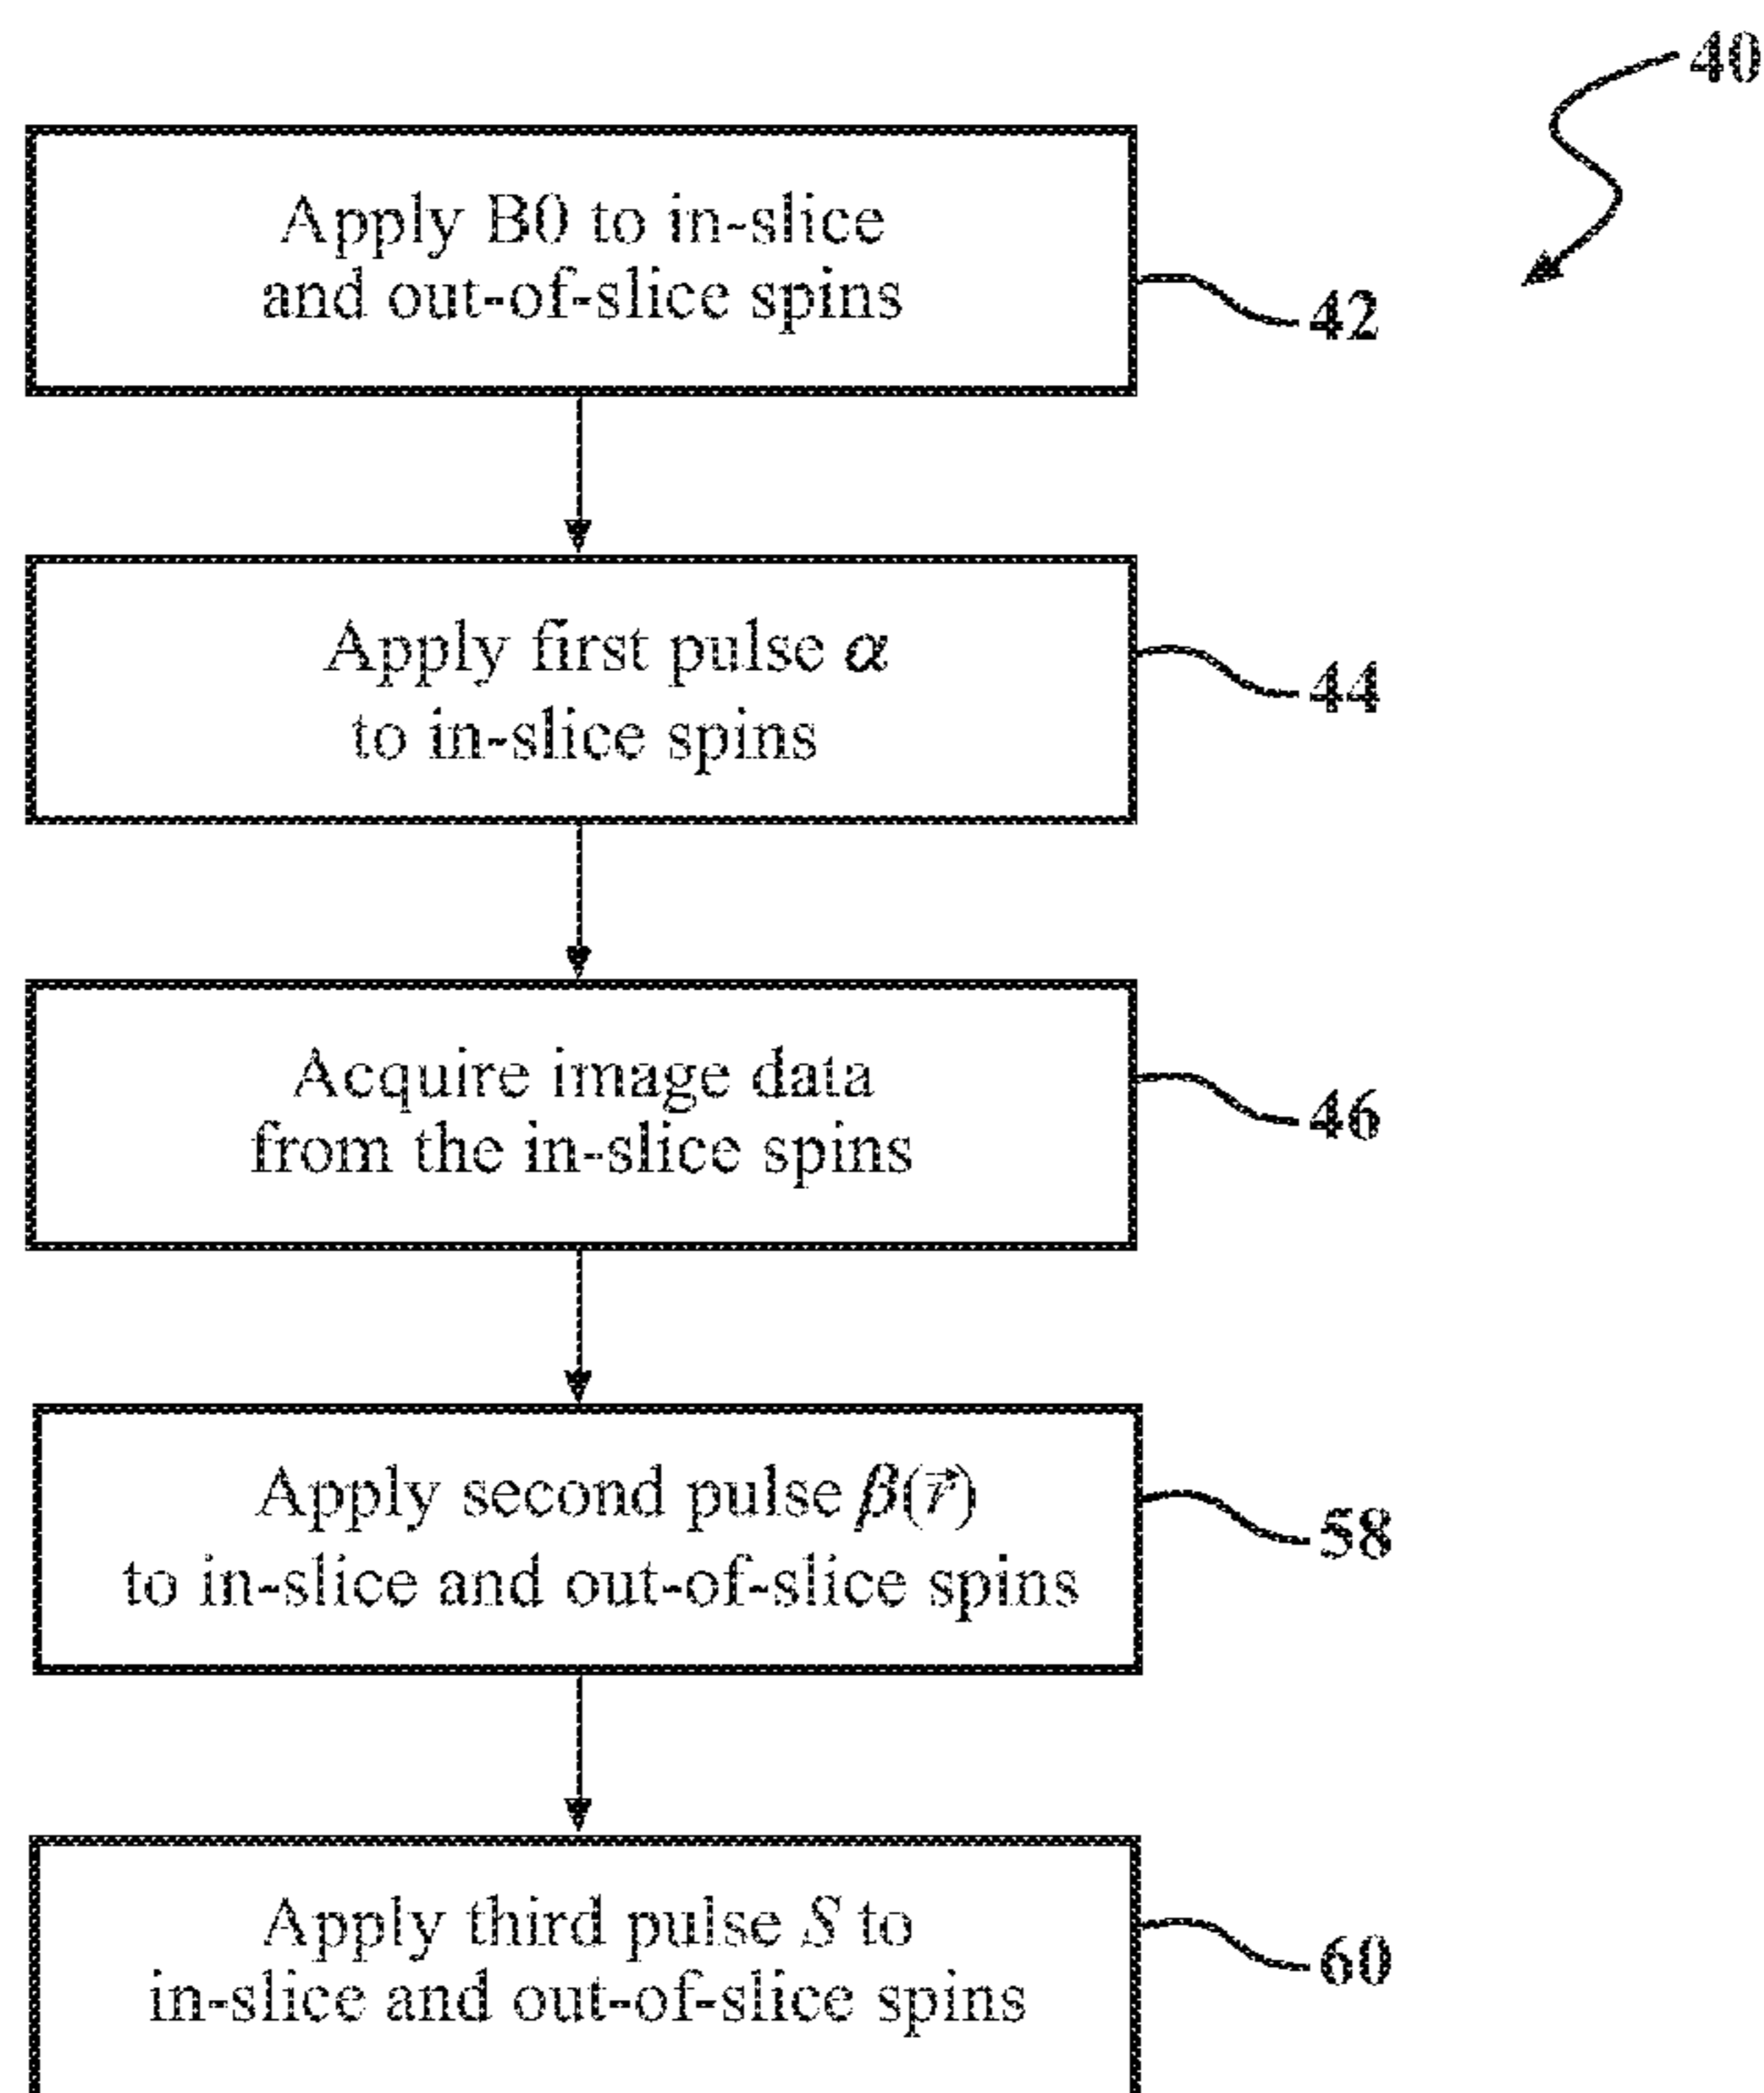 40
Apply B0 to in-slice
and out-of-slice spins
42
Apply first pulse α
to in-slice spins
44
Acquire image data
from the in-slice spins
46
Apply second pulse β(r⃗)
to in-slice and out-of-slice spins
58
Apply third pulse S to
in-slice and out-of-slice spins
60